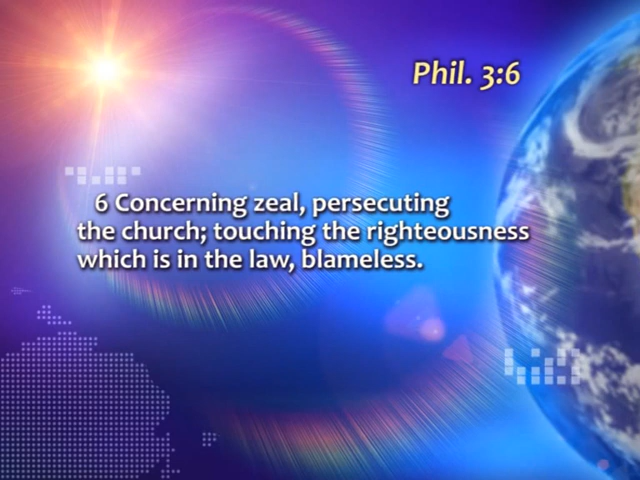 Phil. 3:6
6 Concerning zeal, persecuting
the church; touching the righteousness
which is in the law, blameless.